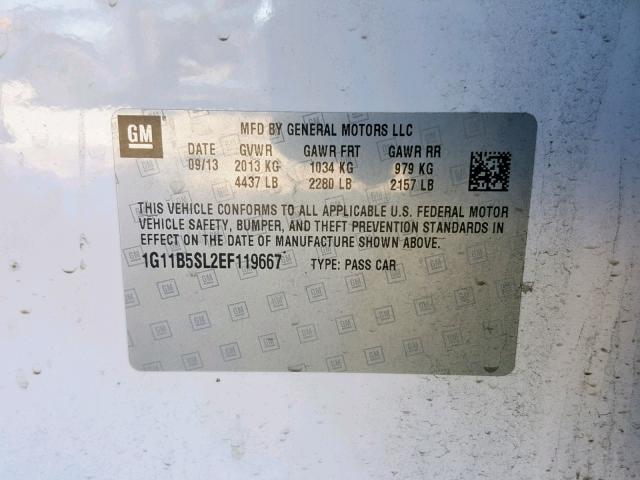 GM
MFD BY GENERAL MOTORS LLC
DATE GVWR GAWR FRT GAWR RR
09/13 2013 KG 1034 KG 979 KG
4437 LB 2280 LB 2157 LB
THIS VEHICLE CONFORMS TO ALL APPLICABLE U.S. FEDERAL MOTOR
VEHICLE SAFETY, BUMPER, AND THEFT PREVENTION STANDARDS IN
EFFECT ON THE DATE OF MANUFACTURE SHOWN ABOVE.
1G11B5SL2EF119667 TYPE: PASS CAR